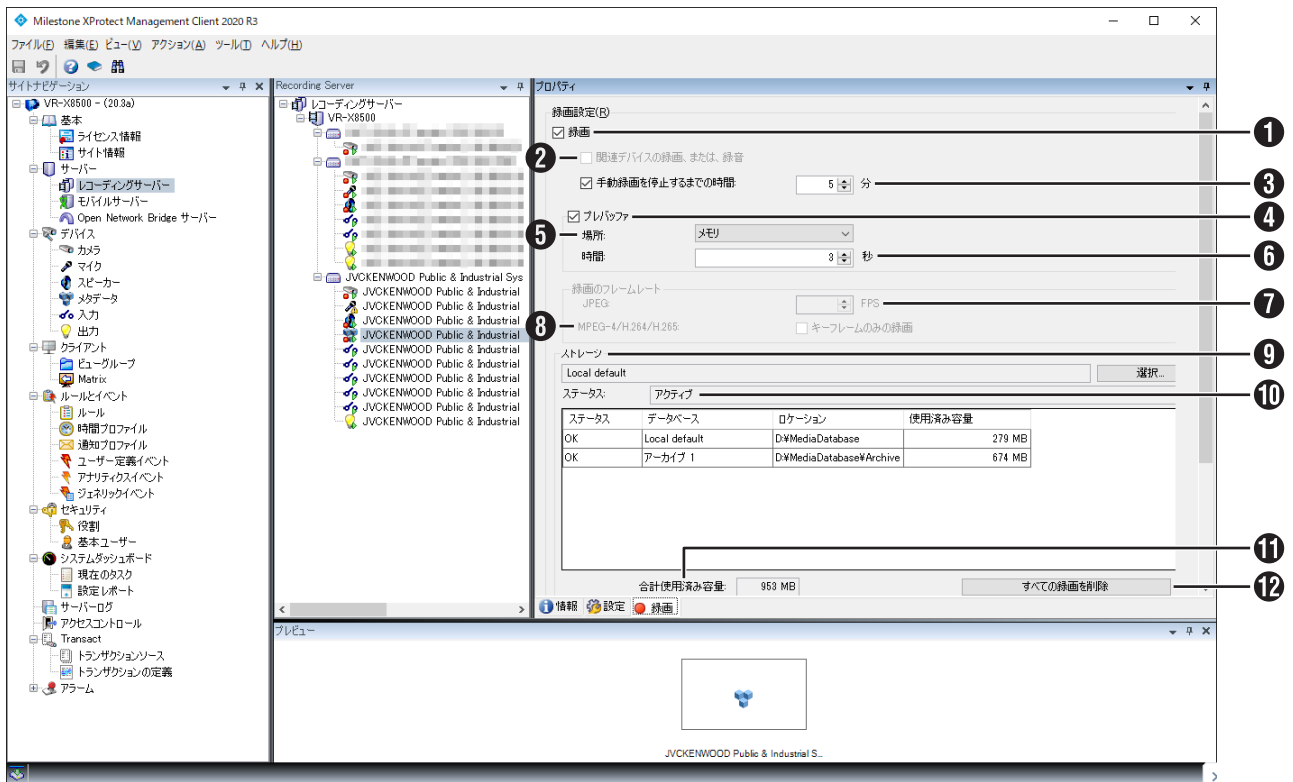 Milestone XProtect Management Client 2020 R3
ファイル(F) 編集(E) ビュー(V) アクション(A) ツール(T) ヘルプ(H)
サイトナビゲーション
VR-X8500 - (20.3a)
基本
ライセンス情報
サイト情報
サーバー
レコーディングサーバー
モバイルサーバー
Open Network Bridge サーバー
デバイス
カメラ
マイク
スピーカー
メタデータ
入力
出力
クライアント
ビューグループ
Matrix
ルールとイベント
ルール
時間プロファイル
通知プロファイル
ユーザー定義イベント
アナリティクスイベント
ジェネリックイベント
セキュリティ
役割
基本ユーザー
システムダッシュボード
現在のタスク
設定レポート
サーバーログ
アクセスコントロール
Transact
トランザクションソース
トランザクションの定義
アラーム
Recording Server
レコーディングサーバー
VR-X8500
JVCKENWOOD Public & Industrial Sys
JVCKENWOOD Public & Industrial
JVCKENWOOD Public & Industrial
JVCKENWOOD Public & Industrial
JVCKENWOOD Public & Industrial
JVCKENWOOD Public & Industrial
JVCKENWOOD Public & Industrial
JVCKENWOOD Public & Industrial
JVCKENWOOD Public & Industrial
JVCKENWOOD Public & Industrial
JVCKENWOOD Public & Industrial
プロパティ
録画設定(R)
録画 ❶
❷ 関連デバイスの録画、または、録音
手動録画を停止するまでの時間: 5 分 ❸
プレバッファ ❹
❺ 場所: メモリ
時間: 3 秒 ❻
録画のフレームレート
JPEG: FPS ❼
❽ MPEG-4/H.264/H.265: キーフレームのみの録画
ストレージ ❾
Local default 選択...
ステータス: アクティブ ❿
ステータス データベース ロケーション 使用済み容量
OK Local default D:¥MediaDatabase 279 MB
OK アーカイブ 1 D:¥MediaDatabase¥Archive 674 MB
⓫
合計使用済み容量: 953 MB すべての録画を削除 ⓬
情報 設定 録画
プレビュー
JVCKENWOOD Public & Industrial S...